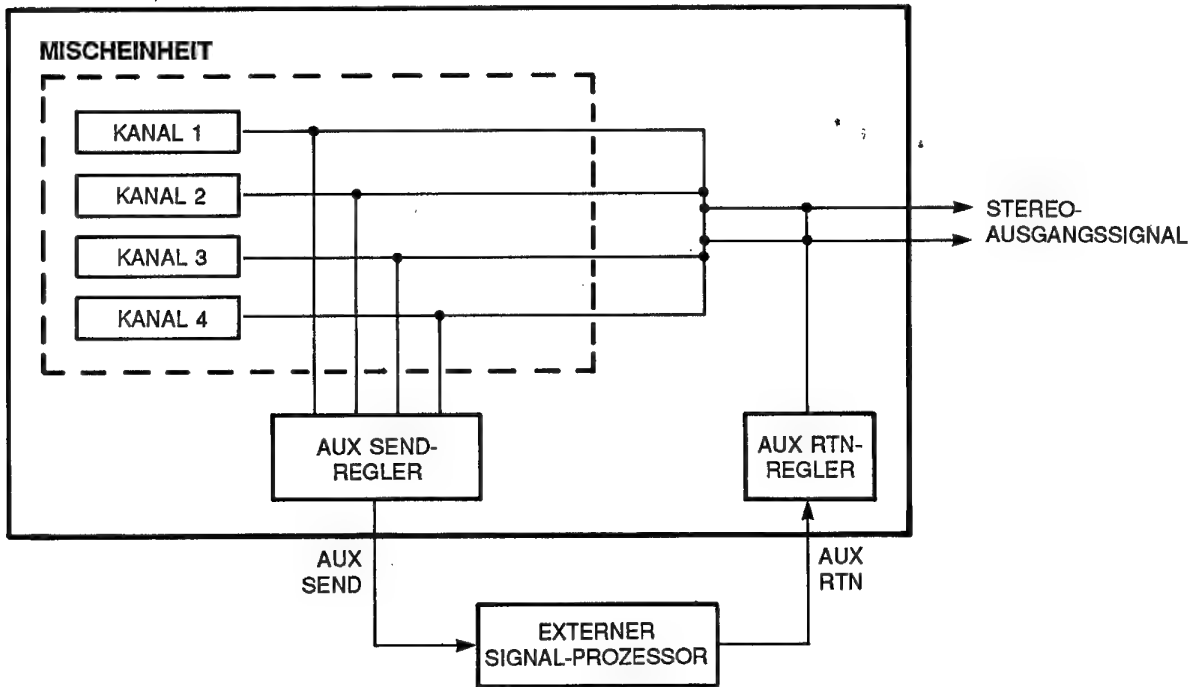 MISCHEINHEIT
KANAL 1
KANAL 2
KANAL 3
KANAL 4
STEREO-
AUSGANGSSIGNAL
AUX SEND-
REGLER
AUX RTN-
REGLER
AUX
SEND
AUX
RTN
EXTERNER
SIGNAL-PROZESSOR